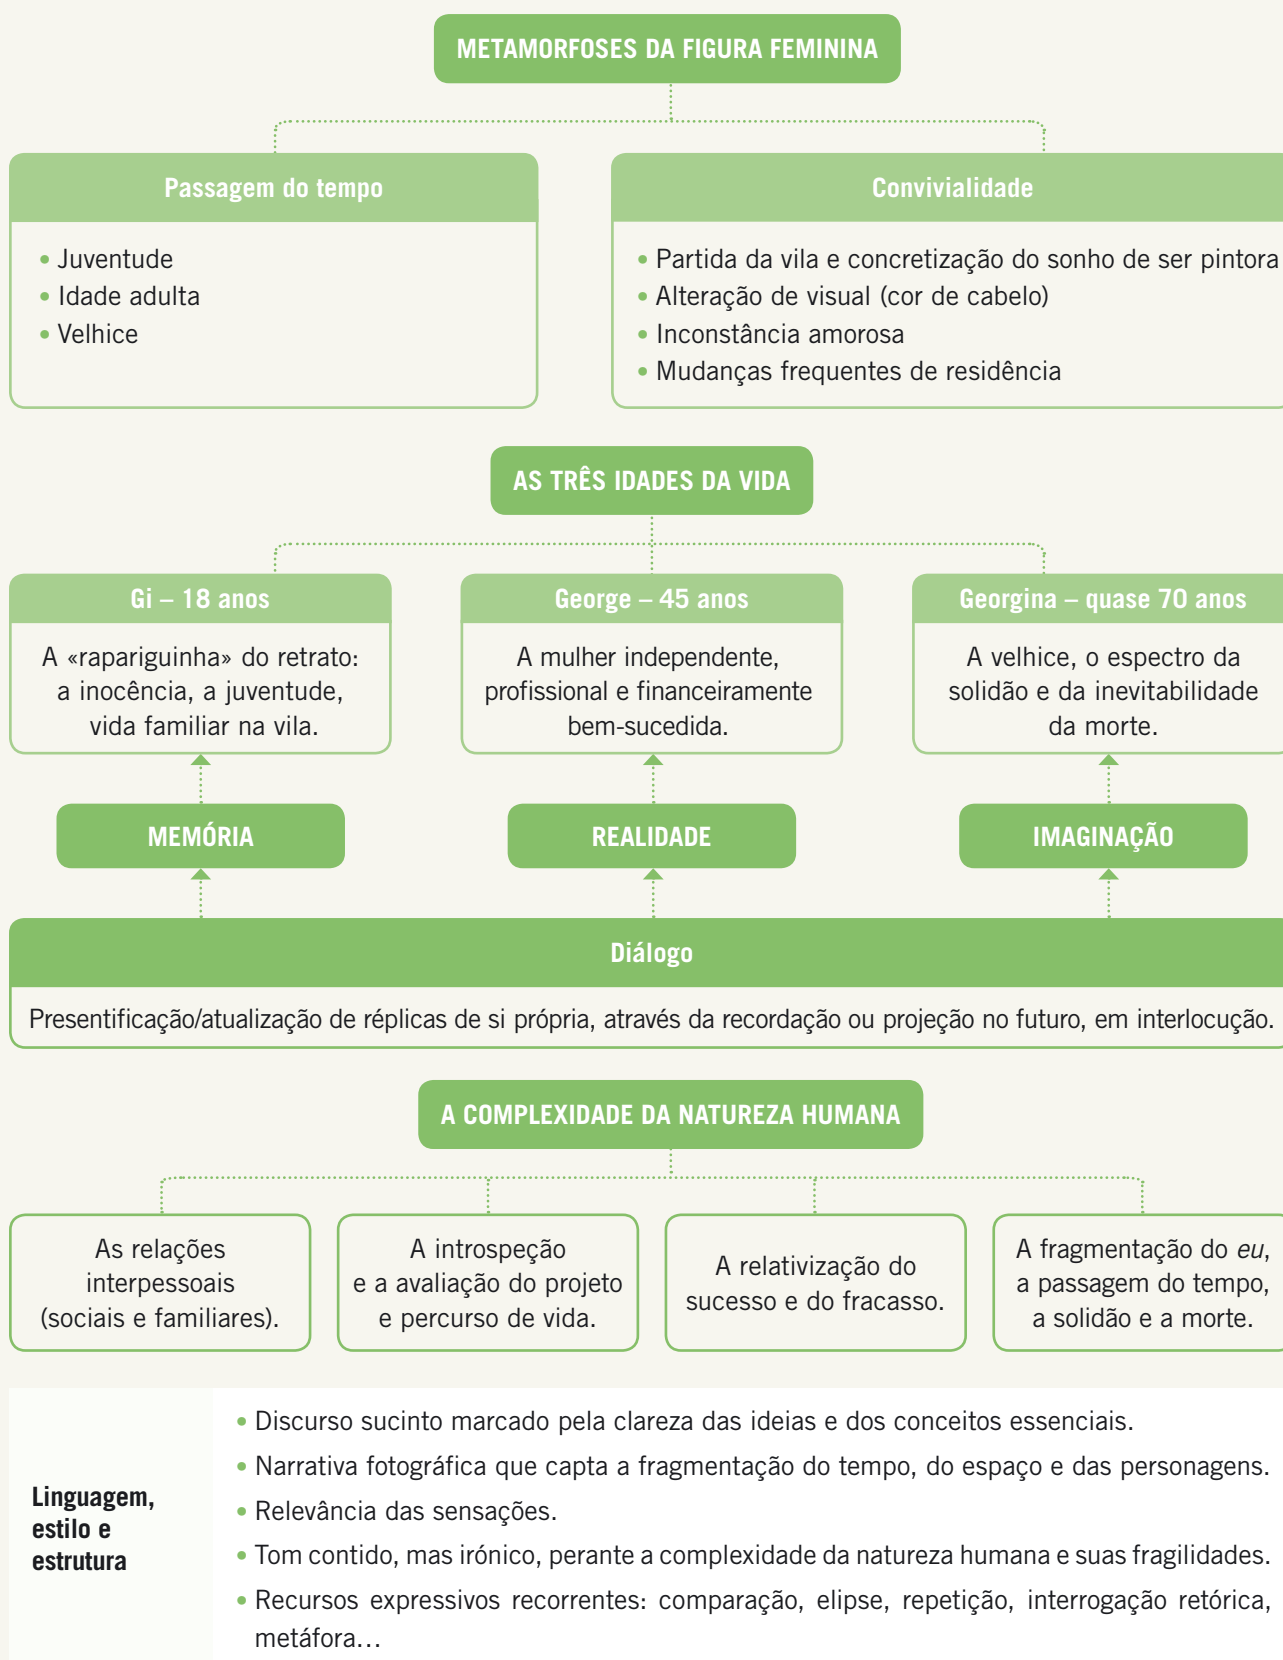 METAMORFOSES DA FIGURA FEMININA
Passagem do tempo
• Juventude
• Idade adulta
• Velhice
Convivialidade
• Partida da vila e concretização do sonho de ser pintora
• Alteração de visual (cor de cabelo)
• Inconstância amorosa
• Mudanças frequentes de residência
AS TRÊS IDADES DA VIDA
Gi – 18 anos
A «rapariguinha» do retrato:
a inocência, a juventude,
vida familiar na vila.
George – 45 anos
A mulher independente,
profissional e financeiramente
bem-sucedida.
Georgina – quase 70 anos
A velhice, o espectro da
solidão e da inevitabilidade
da morte.
MEMÓRIA
REALIDADE
IMAGINAÇÃO
Diálogo
Presentificação/atualização de réplicas de si própria, através da recordação ou projeção no futuro, em interlocução.
A COMPLEXIDADE DA NATUREZA HUMANA
As relações
interpessoais
(sociais e familiares).
A introspeção
e a avaliação do projeto
e percurso de vida.
A relativização do
sucesso e do fracasso.
A fragmentação do eu,
a passagem do tempo,
a solidão e a morte.
Linguagem,
estilo e
estrutura
• Discurso sucinto marcado pela clareza das ideias e dos conceitos essenciais.
• Narrativa fotográfica que capta a fragmentação do tempo, do espaço e das personagens.
• Relevância das sensações.
• Tom contido, mas irónico, perante a complexidade da natureza humana e suas fragilidades.
• Recursos expressivos recorrentes: comparação, elipse, repetição, interrogação retórica,
metáfora…